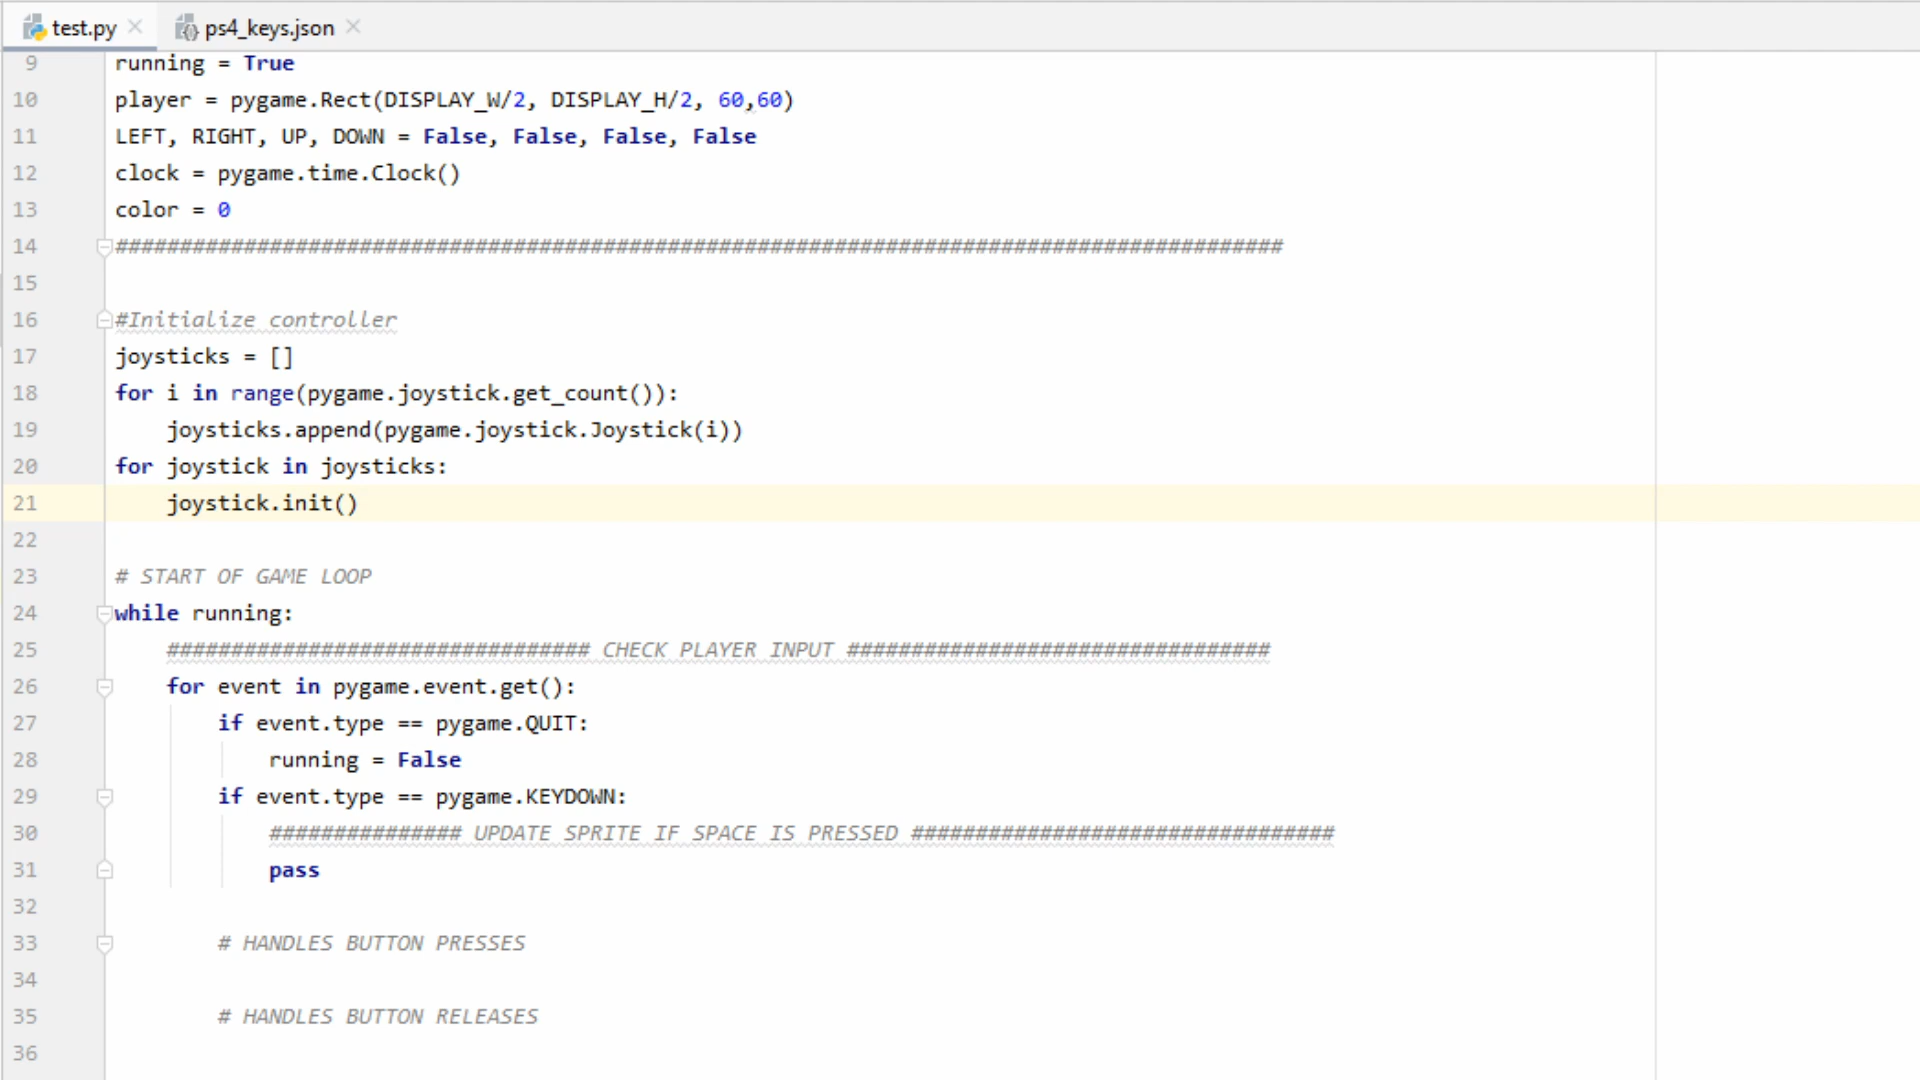 test.py ps4_keys.json
9 running = True
10 player = pygame.Rect(DISPLAY_W/2, DISPLAY_H/2, 60,60)
11 LEFT, RIGHT, UP, DOWN = False, False, False, False
12 clock = pygame.time.Clock()
13 color = 0
14 ###########################################################################################
15
16 #Initialize controller
17 joysticks = []
18 for i in range(pygame.joystick.get_count()):
19     joysticks.append(pygame.joystick.Joystick(i))
20 for joystick in joysticks:
21     joystick.init()
22
23 # START OF GAME LOOP
24 while running:
25     ################################# CHECK PLAYER INPUT #################################
26     for event in pygame.event.get():
27         if event.type == pygame.QUIT:
28             running = False
29         if event.type == pygame.KEYDOWN:
30             ############### UPDATE SPRITE IF SPACE IS PRESSED #################################
31             pass
32
33         # HANDLES BUTTON PRESSES
34
35         # HANDLES BUTTON RELEASES
36